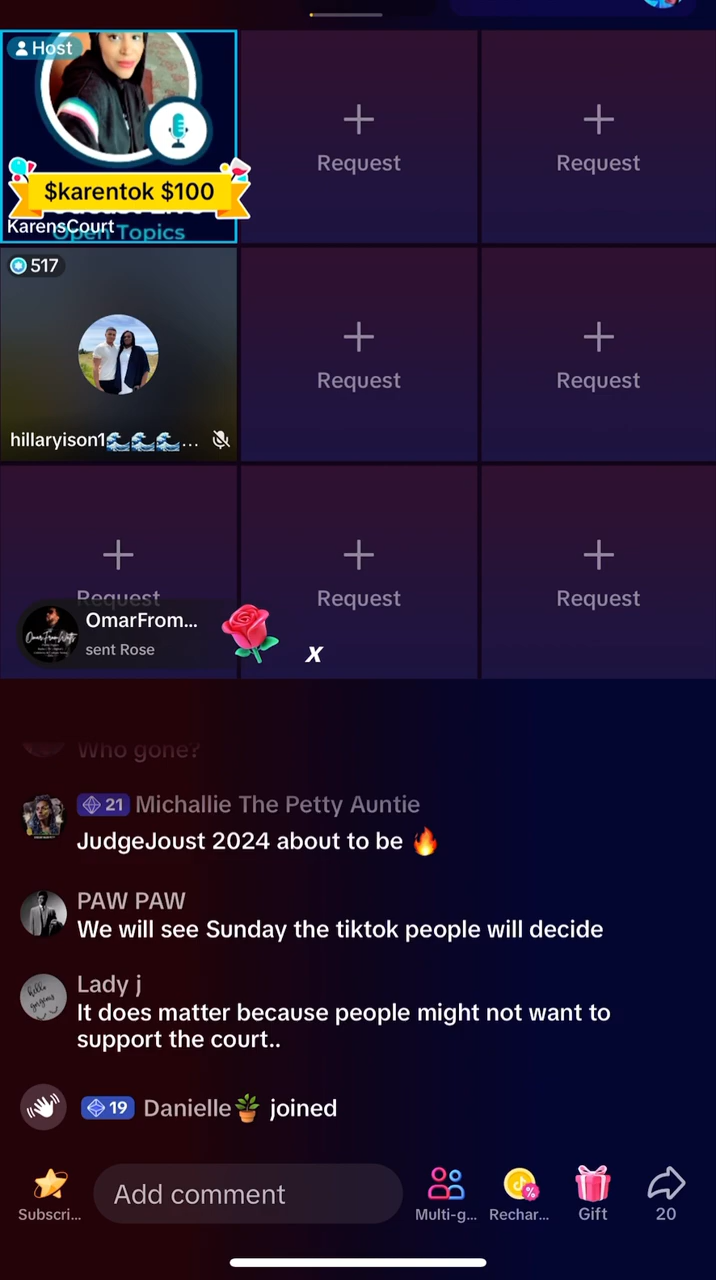 Host
$karentok $100
KarensCourt
Open Topics
Request
Request
517
hillaryison1🌊🌊🌊...
Request
Request
Request
Request
Request
OmarFrom...
sent Rose
x
Who gone?
21 Michallie The Petty Auntie
JudgeJoust 2024 about to be 🔥
PAW PAW
We will see Sunday the tiktok people will decide
Lady j
It does matter because people might not want to
support the court..
19 Danielle🪴 joined
Add comment
Subscri...
Multi-g...
Rechar...
Gift
20